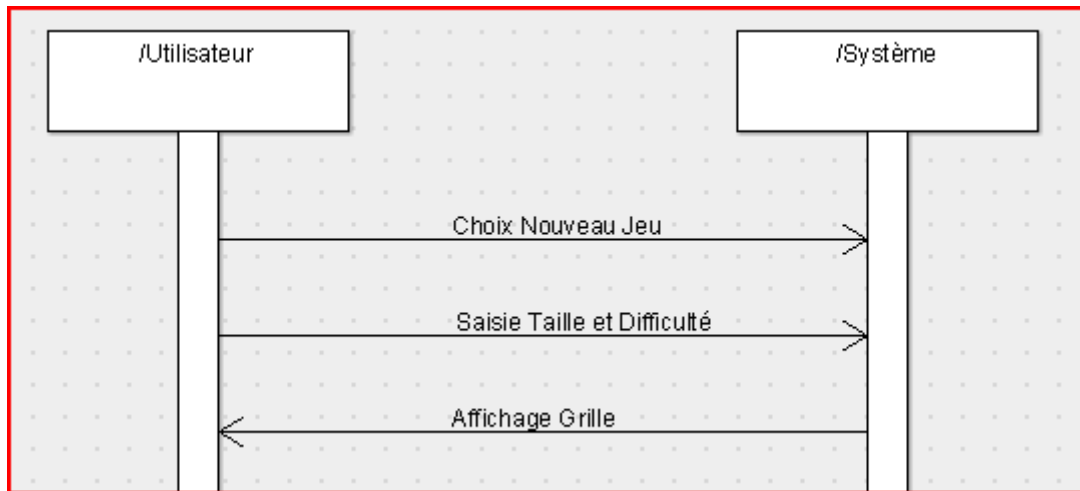 /Utilisateur
/Système
Choix Nouveau Jeu
Saisie Taille et Difficulté
Affichage Grille